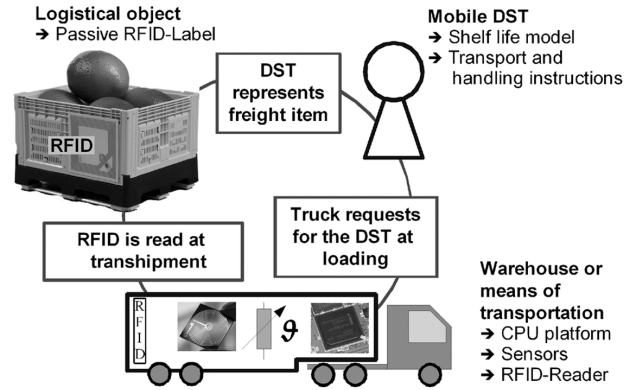 Logistical object
➔ Passive RFID-Label
Mobile DST
➔ Shelf life model
➔ Transport and
handling instructions
DST
represents
freight item
RFID
RFID is read at
transhipment
Truck requests
for the DST at
loading
Warehouse or
means of
transportation
➔ CPU platform
➔ Sensors
➔ RFID-Reader
RFID
ϑ